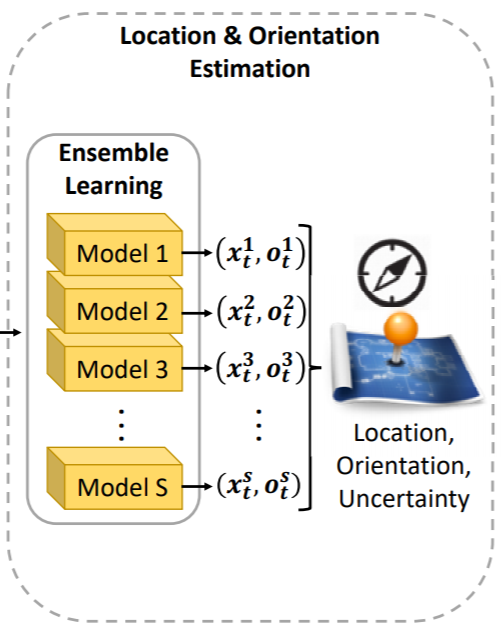 Location & Orientation
Estimation
Ensemble
Learning
Model 1
(x_t^1, o_t^1)
Model 2
(x_t^2, o_t^2)
Model 3
(x_t^3, o_t^3)
⋮ ⋮
Model S
(x_t^s, o_t^s)
Location,
Orientation,
Uncertainty